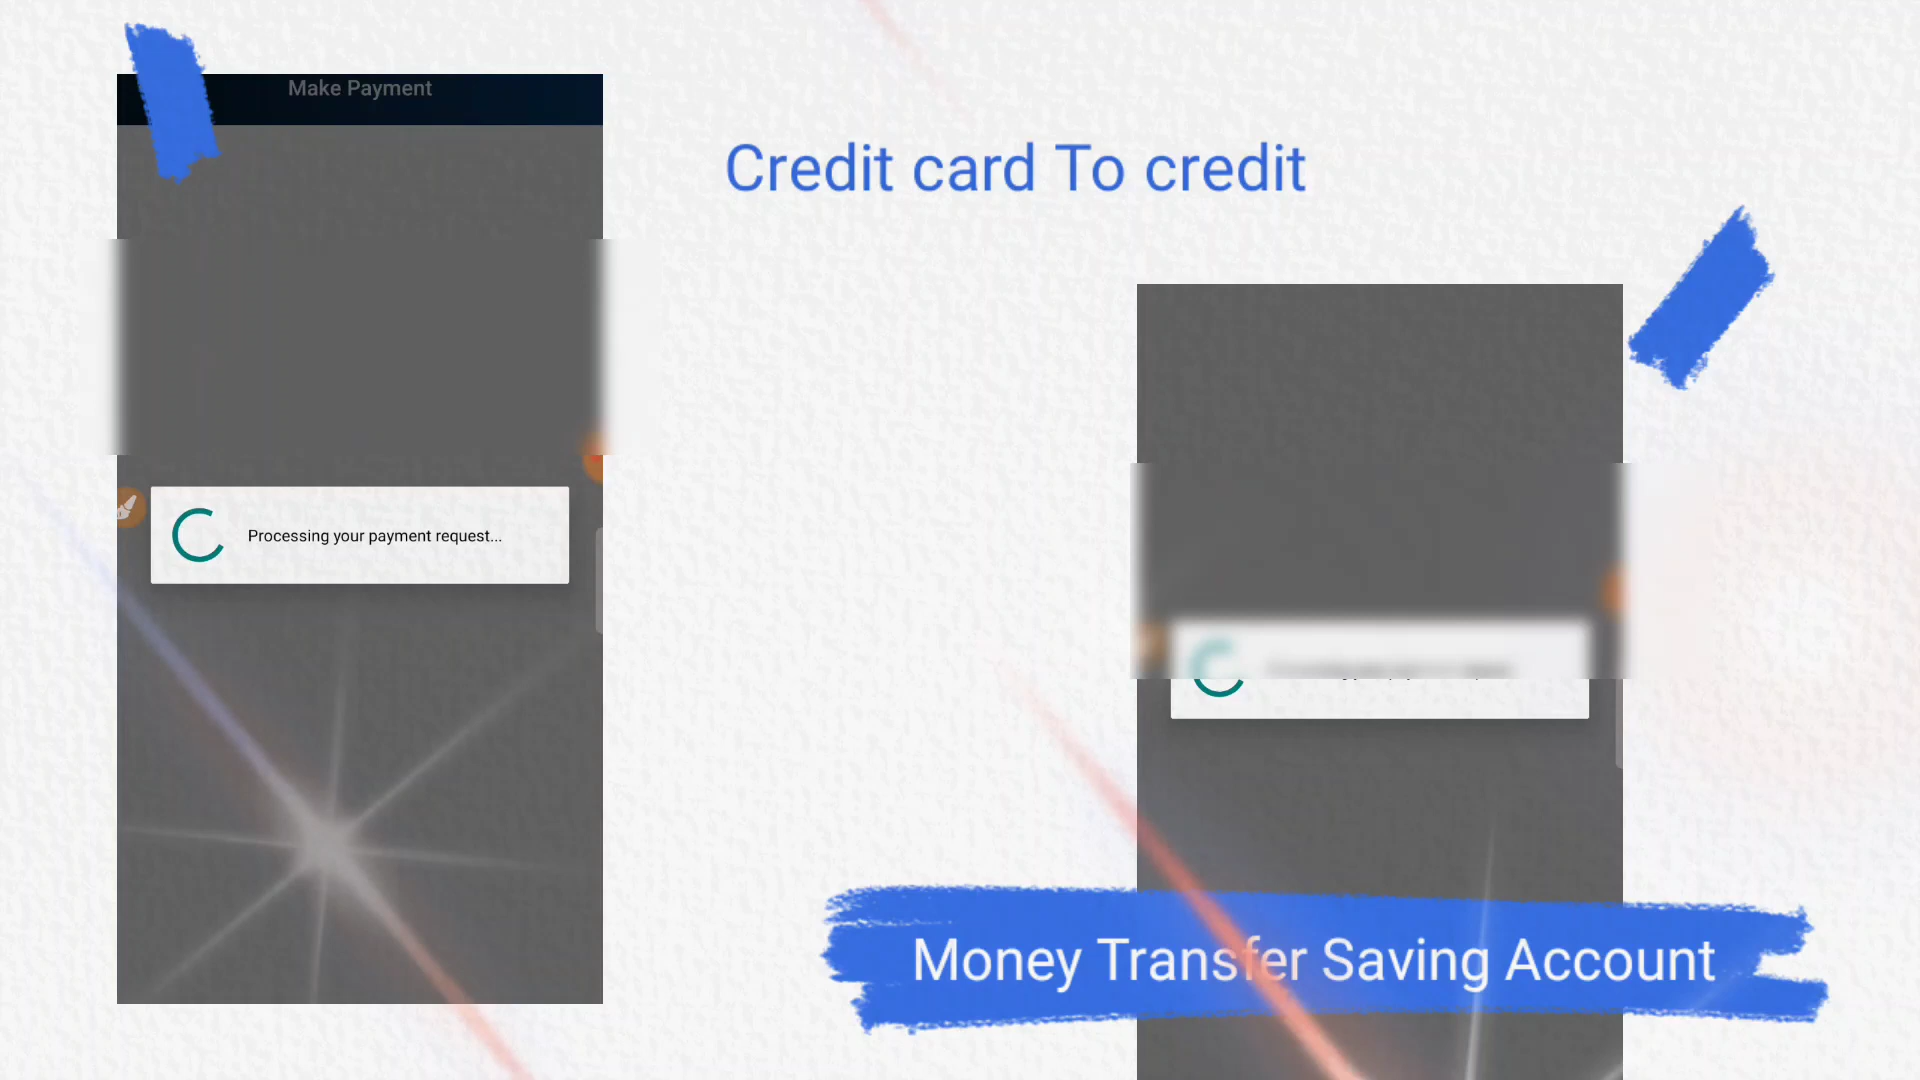 Make Payment
Credit card To credit
Processing your payment request...
Money Transfer Saving Account